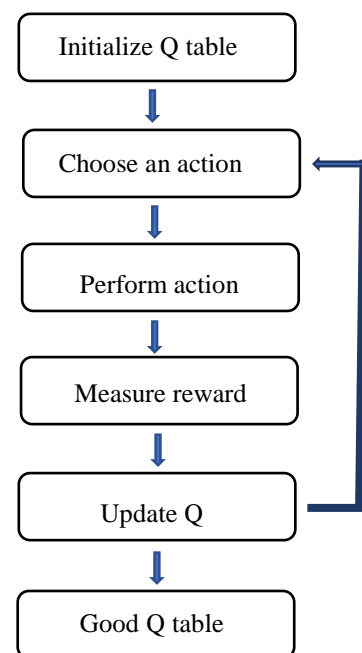 Initialize Q table
Choose an action
Perform action
Measure reward
Update Q
Good Q table